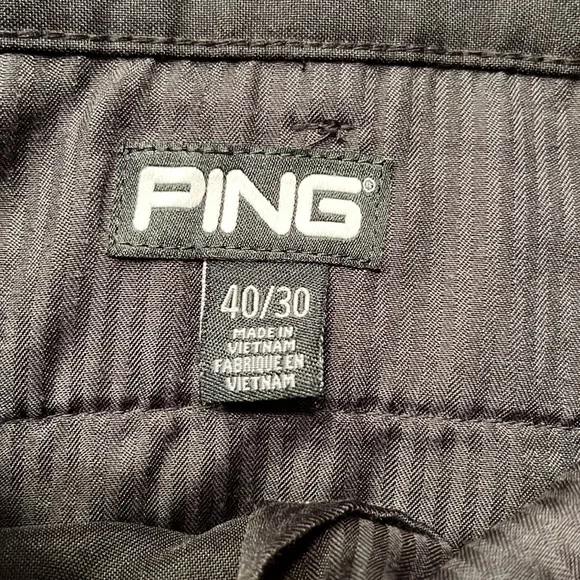 PING®
40/30
MADE IN
VIETNAM
FABRIQUE EN
VIETNAM